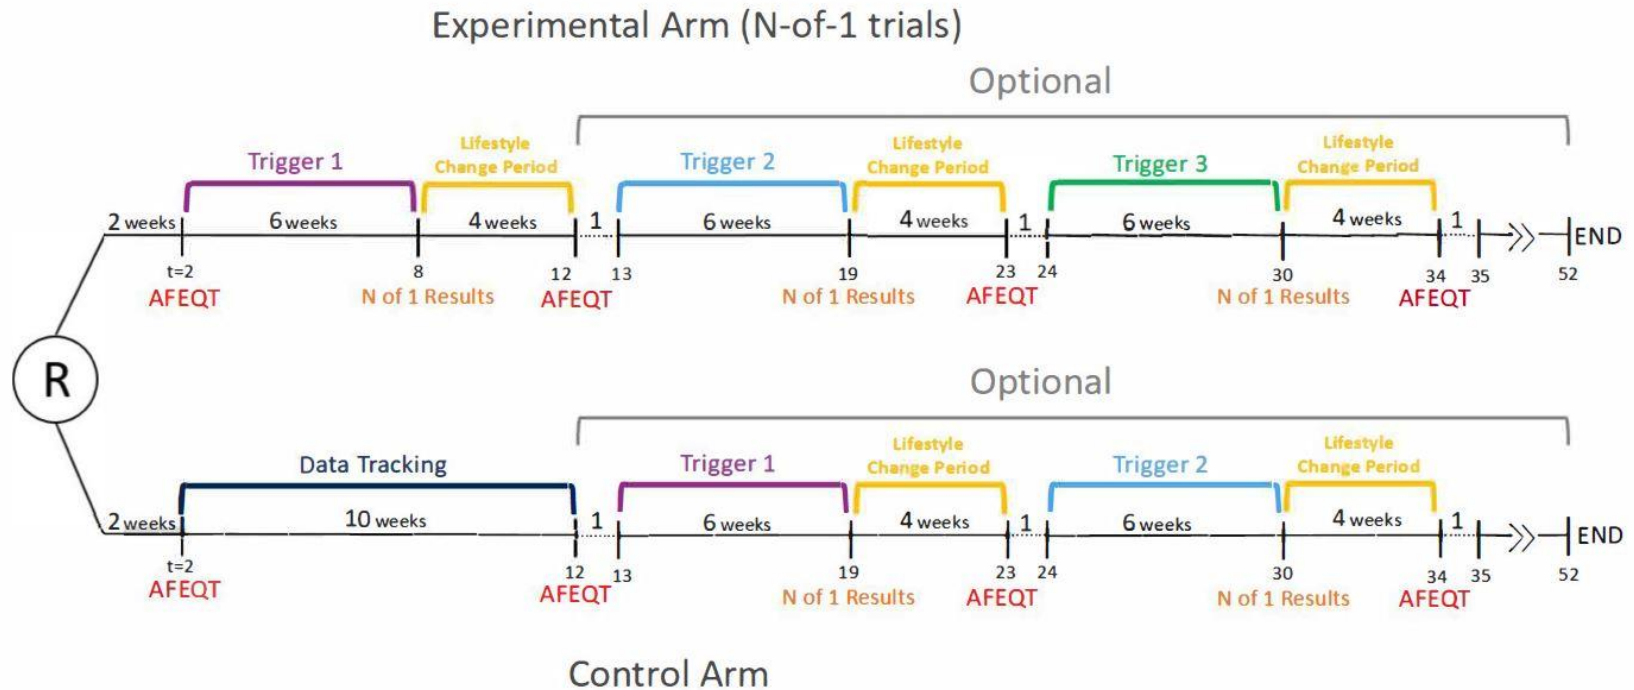 Experimental Arm (N-of-1 trials)
Optional
Trigger 1
Lifestyle
Change Period
Trigger 2
Lifestyle
Change Period
Trigger 3
Lifestyle
Change Period
2 weeks 6 weeks 4 weeks 1 6 weeks 4 weeks 1 6 weeks 4 weeks 1
END
t=2 8 12 13 19 23 24 30 34 35 52
AFEQT N of 1 Results AFEQT N of 1 Results AFEQT N of 1 Results AFEQT
R
Optional
Data Tracking
Trigger 1
Lifestyle
Change Period
Trigger 2
Lifestyle
Change Period
2 weeks 10 weeks 1 6 weeks 4 weeks 1 6 weeks 4 weeks 1
END
t=2 12 13 19 23 24 30 34 35 52
AFEQT AFEQT N of 1 Results AFEQT N of 1 Results AFEQT
Control Arm